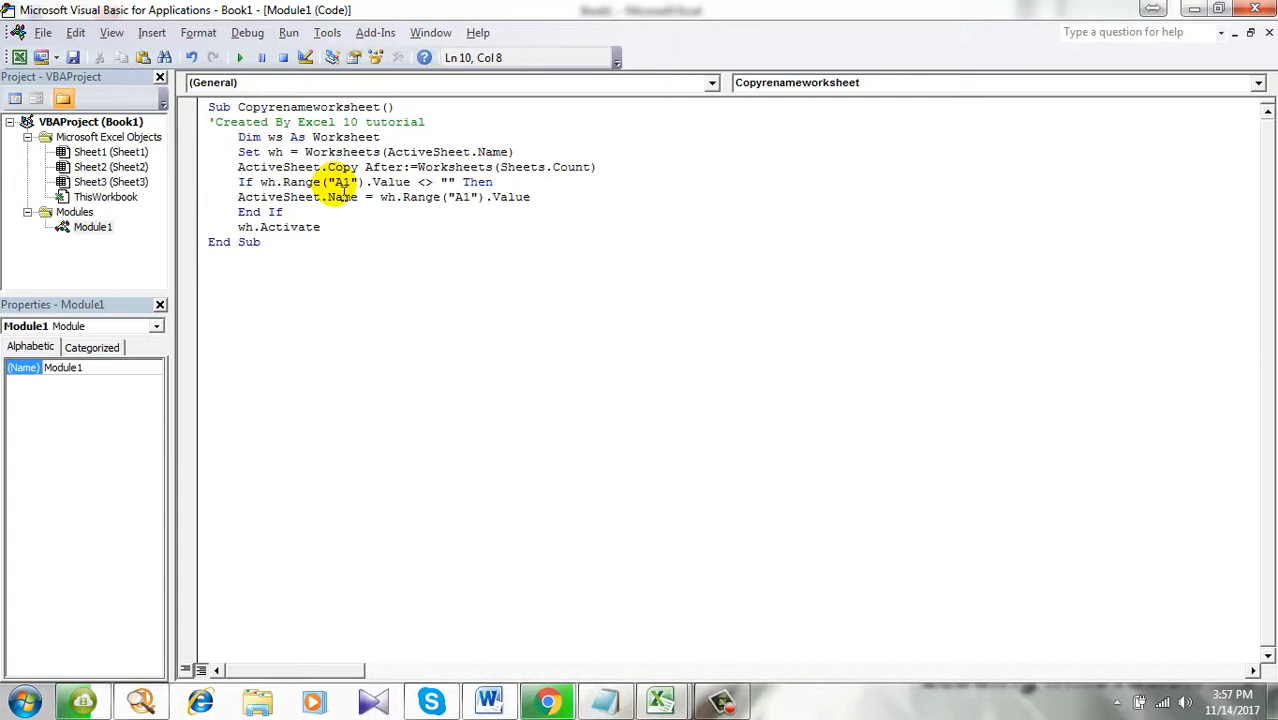 Microsoft Visual Basic for Applications - Book1 - [Module1 (Code)]
File Edit View Insert Format Debug Run Tools Add-Ins Window Help
Type a question for help
Ln 10, Col 8
Project - VBAProject
(General)
Copyrenameworksheet
VBAProject (Book1)
Microsoft Excel Objects
Sheet1 (Sheet1)
Sheet2 (Sheet2)
Sheet3 (Sheet3)
ThisWorkbook
Modules
Module1
Sub Copyrenameworksheet()
'Created By Excel 10 tutorial
Dim ws As Worksheet
Set wh = Worksheets(ActiveSheet.Name)
ActiveSheet.Copy After:=Worksheets(Sheets.Count)
If wh.Range("A1").Value <> "" Then
ActiveSheet.Name = wh.Range("A1").Value
End If
wh.Activate
End Sub
Properties - Module1
Module1 Module
Alphabetic Categorized
(Name) Module1
3:57 PM
11/14/2017